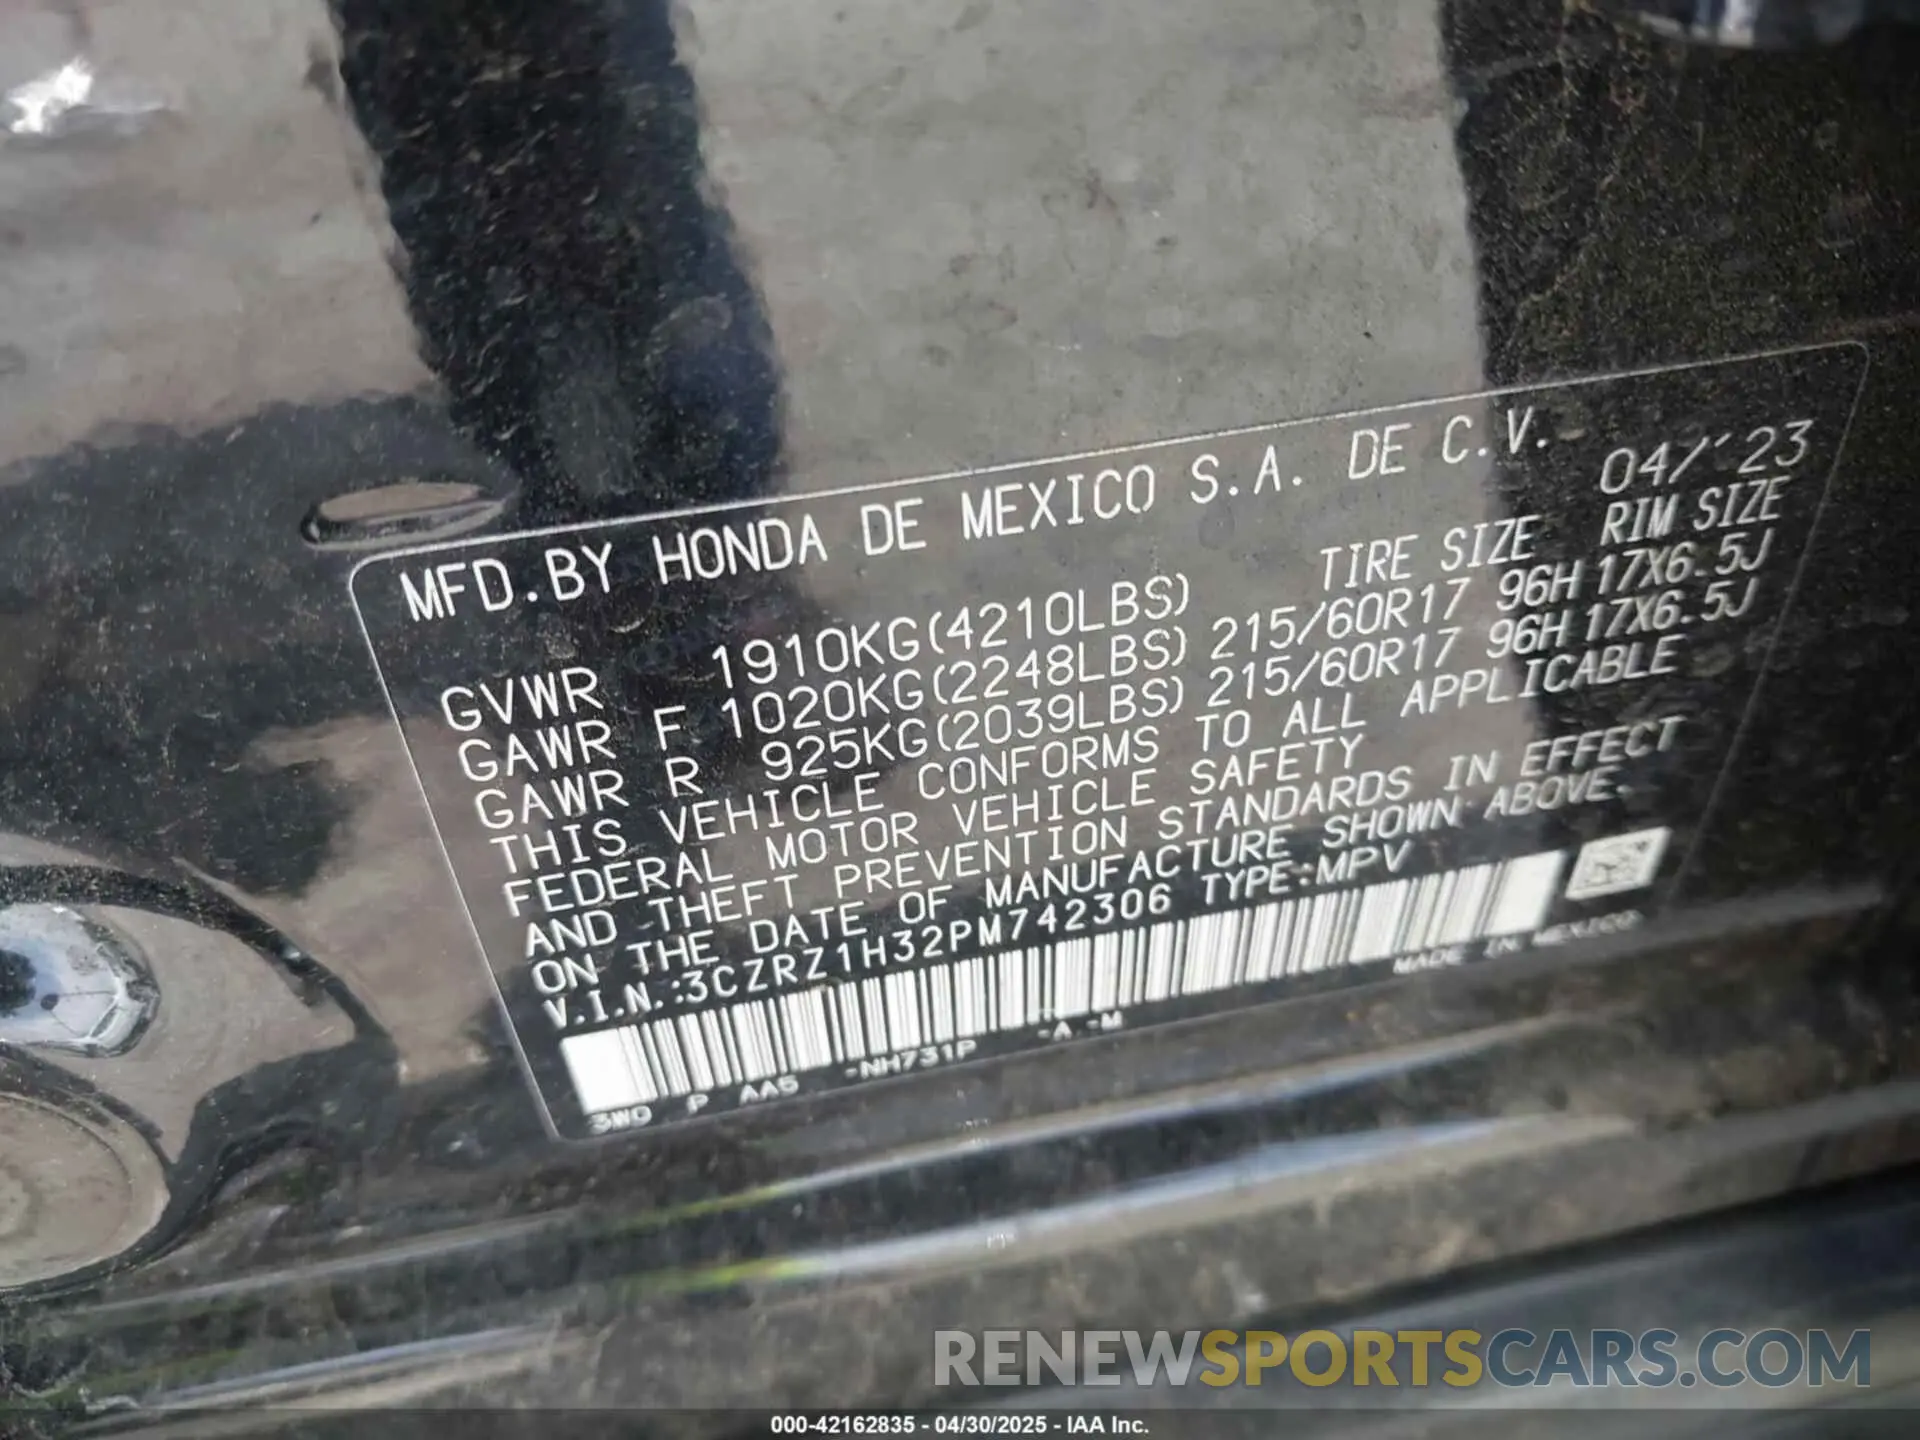 MFD.BY HONDA DE MEXICO S.A. DE C.V. 04/'23
TIRE SIZE RIM SIZE
GVWR 1910KG(4210LBS)
GAWR F 1020KG(2248LBS) 215/60R17 96H 17X6.5J
GAWR R 925KG(2039LBS) 215/60R17 96H 17X6.5J
THIS VEHICLE CONFORMS TO ALL APPLICABLE
FEDERAL MOTOR VEHICLE SAFETY
AND THEFT PREVENTION STANDARDS IN EFFECT
ON THE DATE OF MANUFACTURE SHOWN ABOVE.
V.I.N.:3CZRZ1H32PM742306 TYPE:MPV
MADE IN MEXICO
3W0 P AA5 -NH731P -A -M
RENEWSPORTSCARS.COM
000-42162835 - 04/30/2025 - IAA Inc.